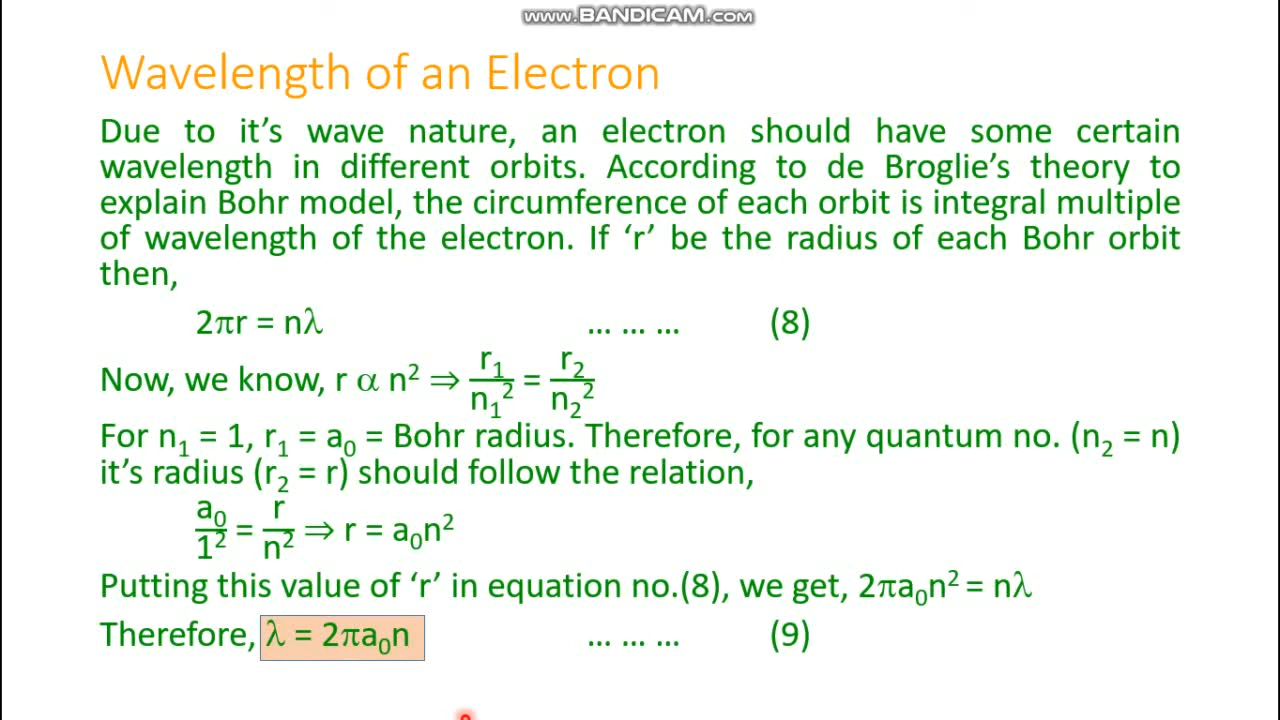 www.BANDICAM.com
Wavelength of an Electron
Due to it's wave nature, an electron should have some certain
wavelength in different orbits. According to de Broglie's theory to
explain Bohr model, the circumference of each orbit is integral multiple
of wavelength of the electron. If 'r' be the radius of each Bohr orbit
then,
2πr = nλ ... ... ... (8)
Now, we know, r α n² ⇒ r₁/n₁² = r₂/n₂²
For n₁ = 1, r₁ = a₀ = Bohr radius. Therefore, for any quantum no. (n₂ = n)
it's radius (r₂ = r) should follow the relation,
a₀/1² = r/n² ⇒ r = a₀n²
Putting this value of 'r' in equation no.(8), we get, 2πa₀n² = nλ
Therefore, λ = 2πa₀n ... ... ... (9)